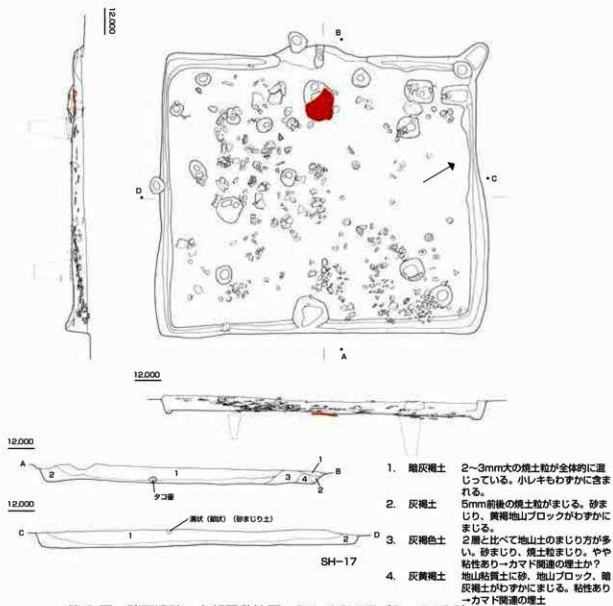 12,000
B
D
C
A
12,000
12,000
A
2
1
3
4
1
B
2
タコ壷
12,000
溝状（畝状）（砂まじり土）
C
1
2
D
SH-17
1. 暗灰褐土 2〜3mm大の焼土粒が全体的に混
じっている。小レキもわずかに含ま
れる。
2. 灰褐土 5mm前後の焼土粒がまじる。砂ま
じり、黄褐地山ブロックがわずかに
まじる。
3. 灰褐色土 2層と比べて地山土のまじり方が多
い。砂まじり、焼土粒まじり。やや
粘性あり→カマド関連の埋土か？
4. 灰黄褐土 地山粘質土に砂、地山ブロック、暗
灰褐土がわずかにまじる。粘性あり
→カマド関連の埋土